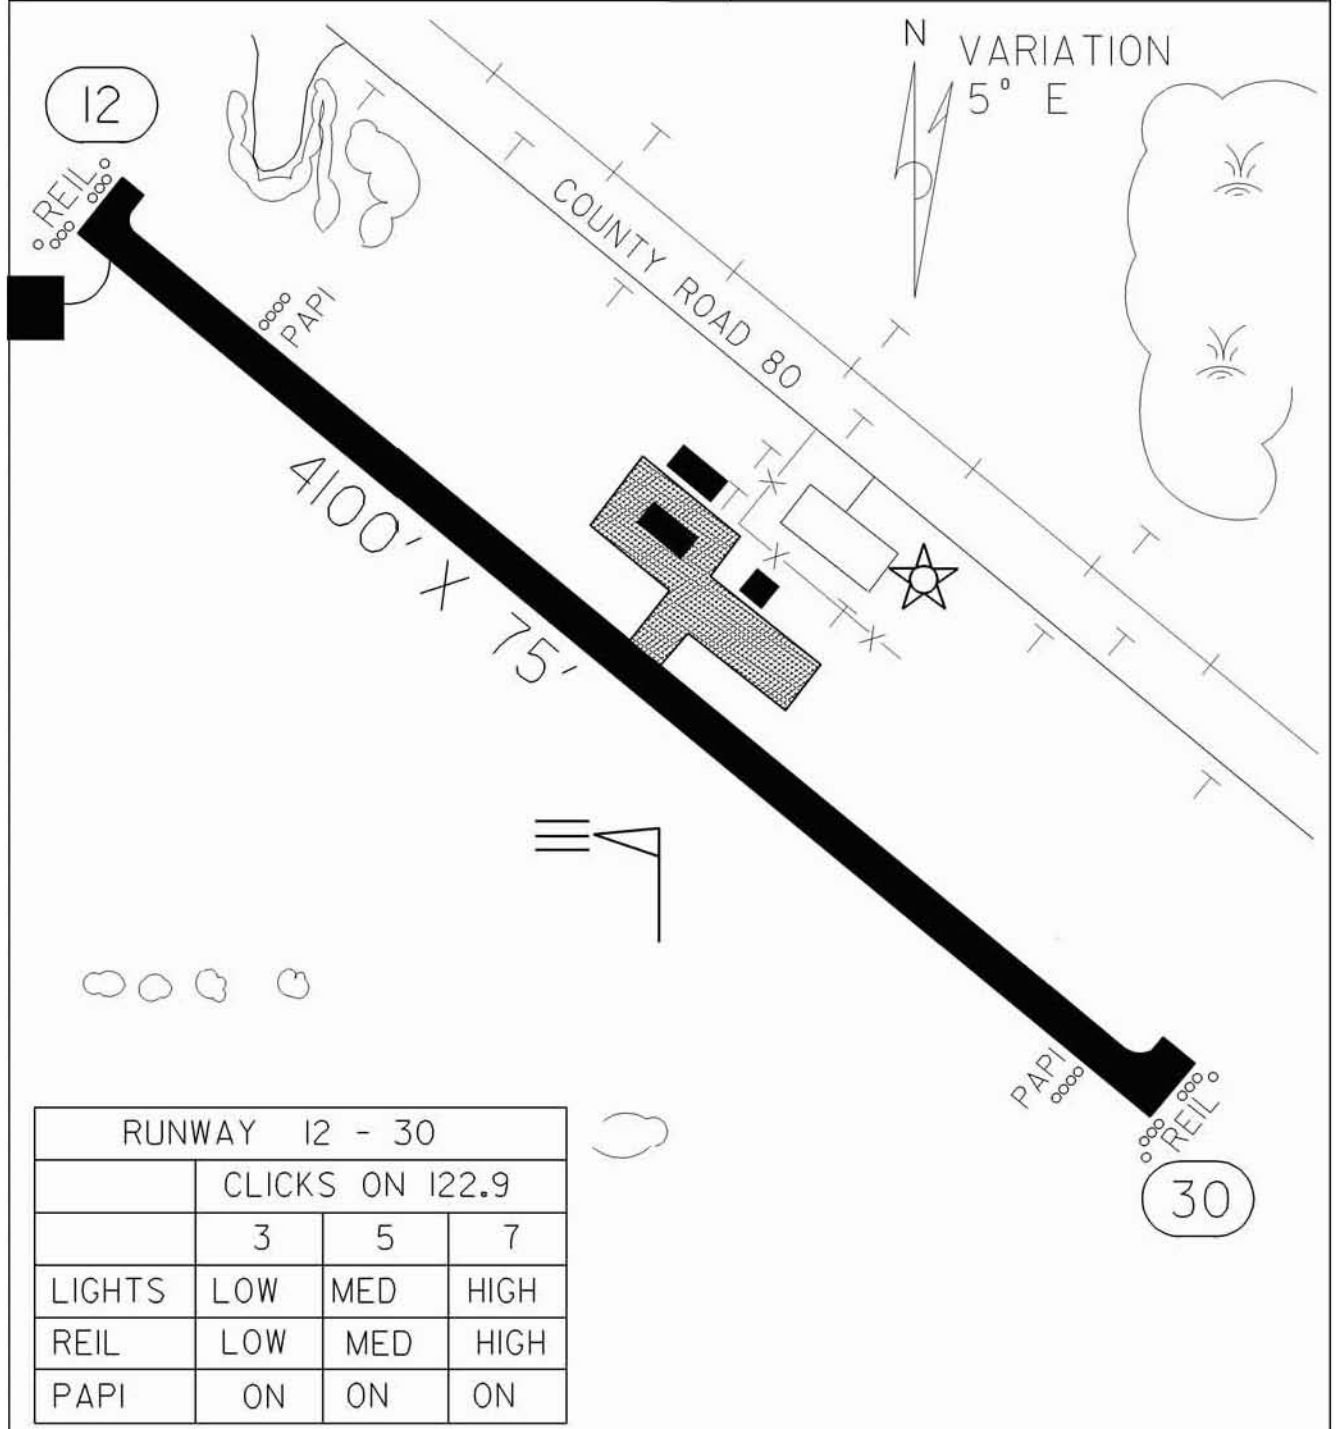 N
VARIATION
5° E
12
REIL
PAPI
COUNTY ROAD 80
4100' X 75'
PAPI
REIL
30
RUNWAY 12 - 30
CLICKS ON 122.9
3 5 7
LIGHTS LOW MED HIGH
REIL LOW MED HIGH
PAPI ON ON ON